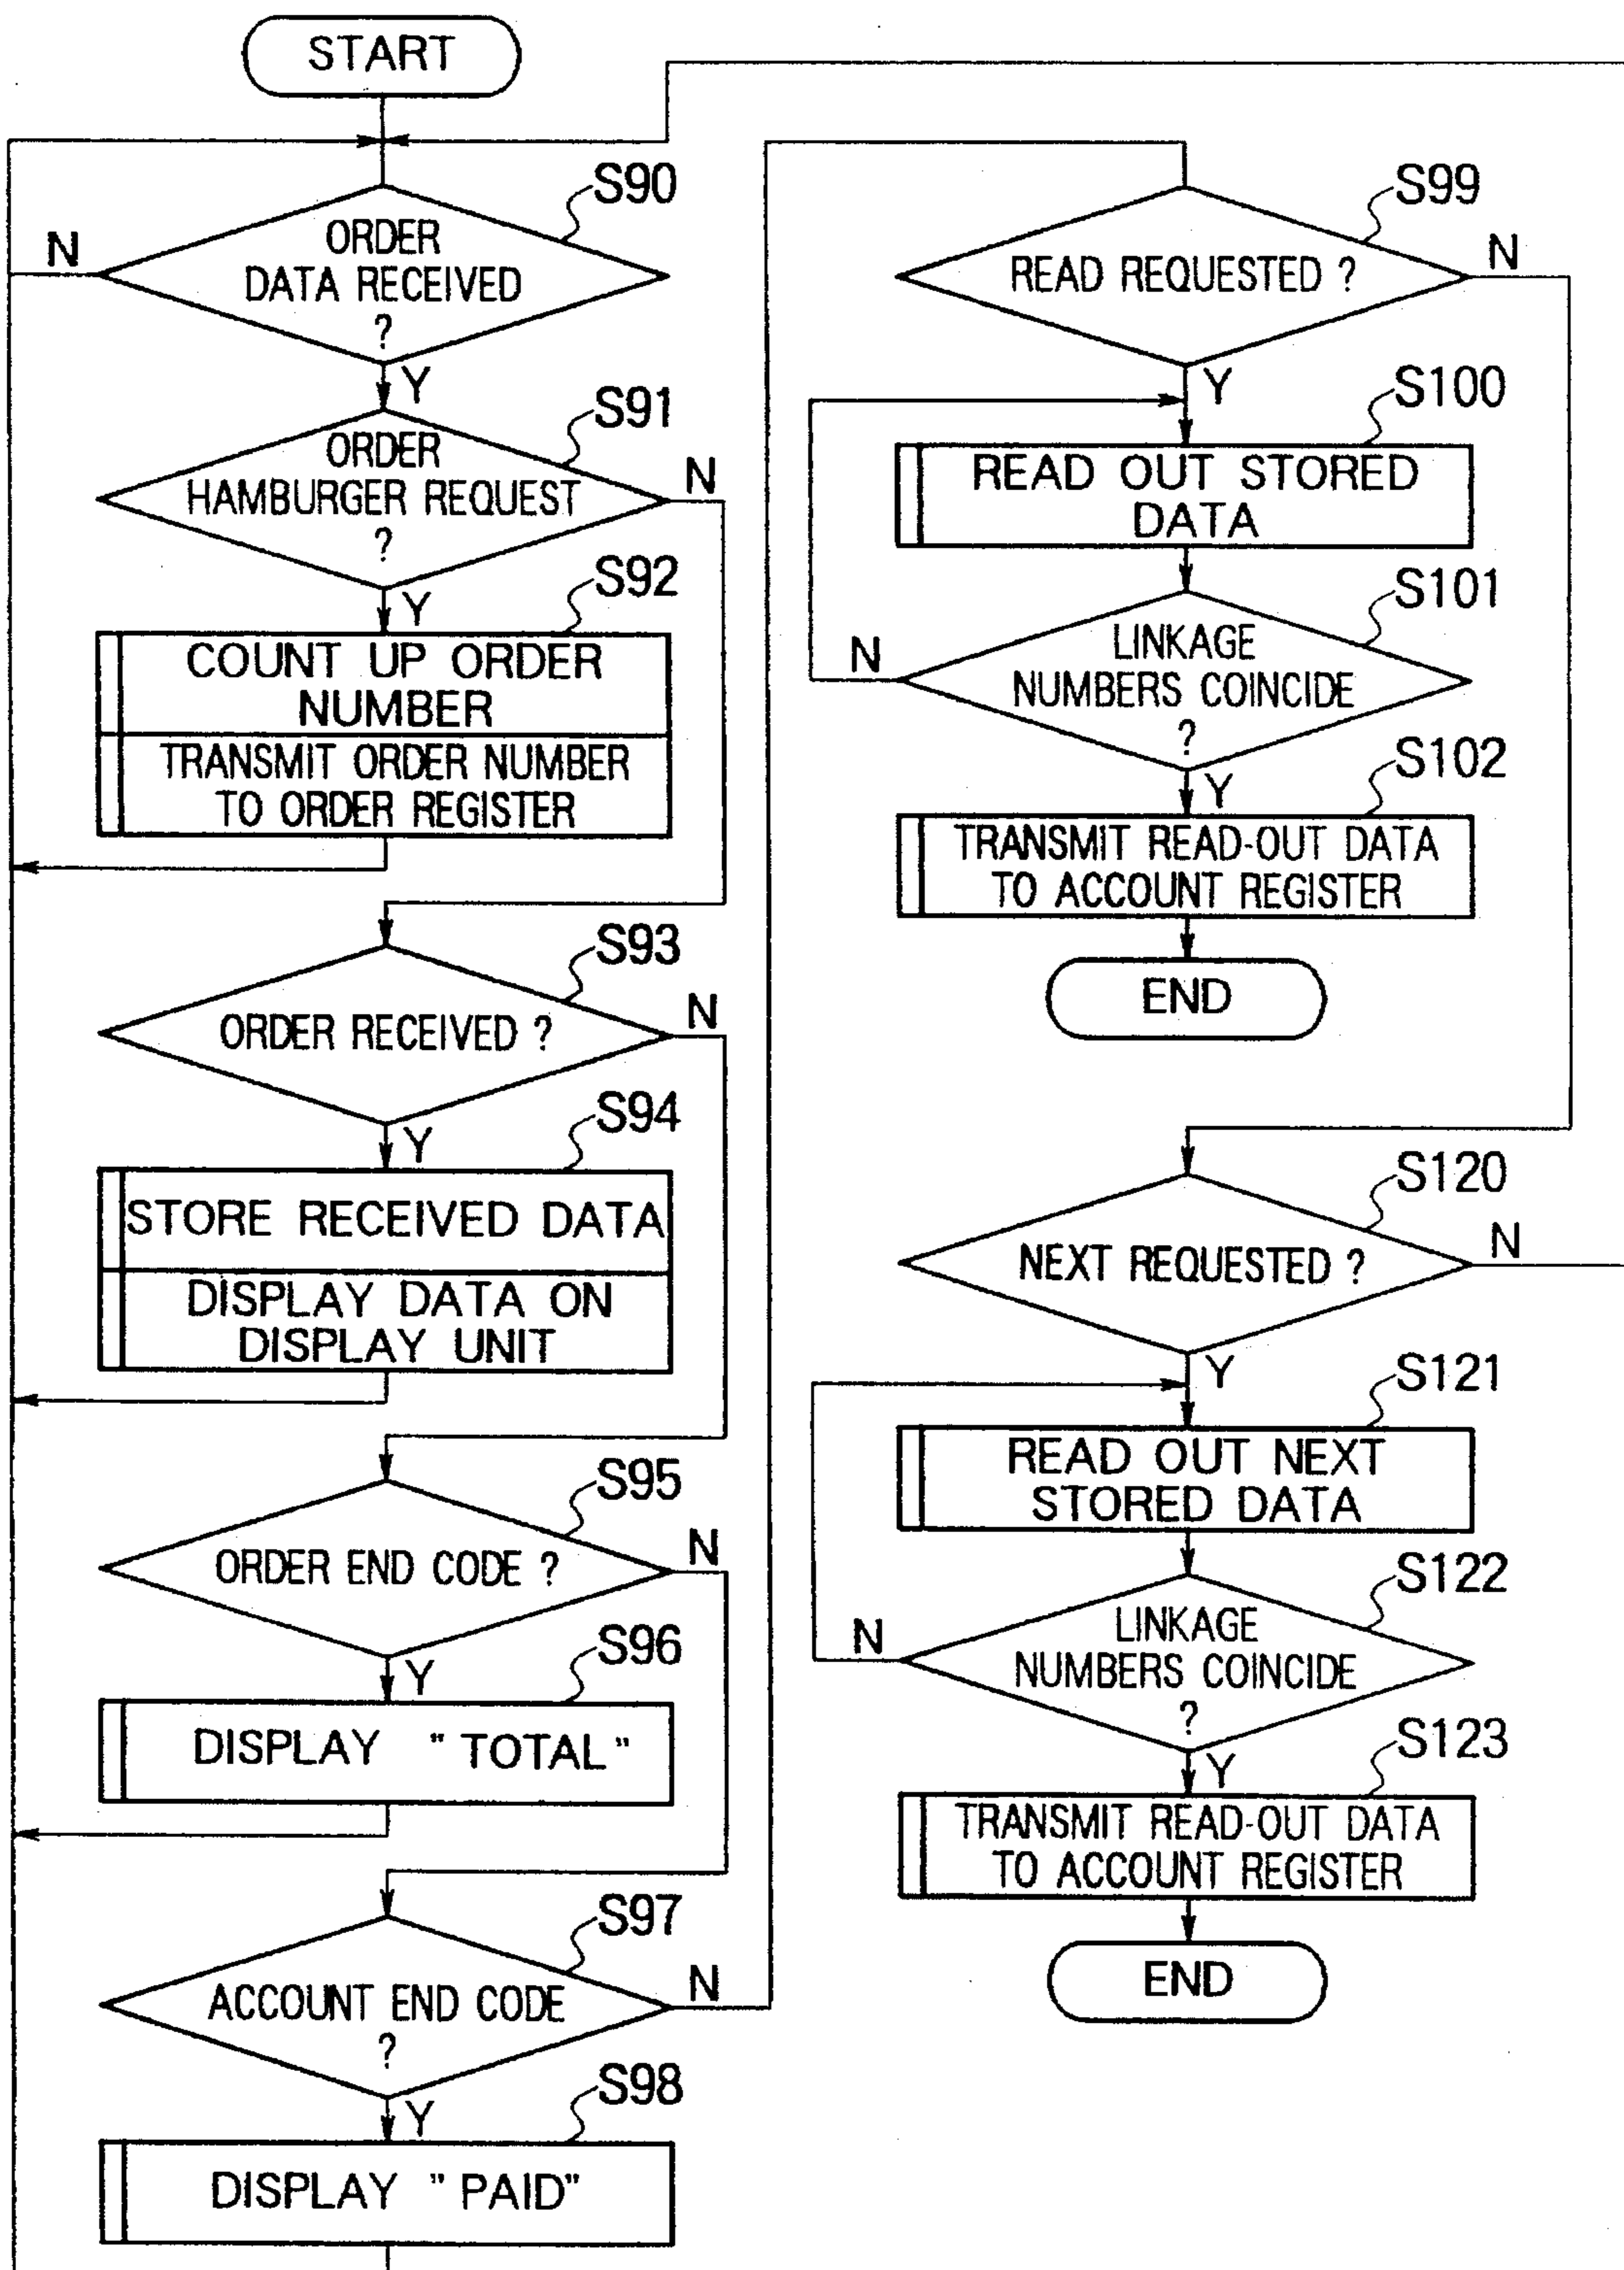 START
S90
N
ORDER
DATA RECEIVED
?
Y
S91
ORDER
HAMBURGER REQUEST
?
N
Y
S92
COUNT UP ORDER
NUMBER
TRANSMIT ORDER NUMBER
TO ORDER REGISTER
S93
ORDER RECEIVED ?
N
Y
S94
STORE RECEIVED DATA
DISPLAY DATA ON
DISPLAY UNIT
S95
ORDER END CODE ?
N
Y
S96
DISPLAY "TOTAL"
S97
ACCOUNT END CODE
?
N
Y
S98
DISPLAY "PAID"
S99
READ REQUESTED ?
N
Y
S100
READ OUT STORED
DATA
S101
LINKAGE
NUMBERS COINCIDE
?
N
Y
S102
TRANSMIT READ-OUT DATA
TO ACCOUNT REGISTER
END
S120
NEXT REQUESTED ?
N
Y
S121
READ OUT NEXT
STORED DATA
S122
LINKAGE
NUMBERS COINCIDE
?
N
Y
S123
TRANSMIT READ-OUT DATA
TO ACCOUNT REGISTER
END